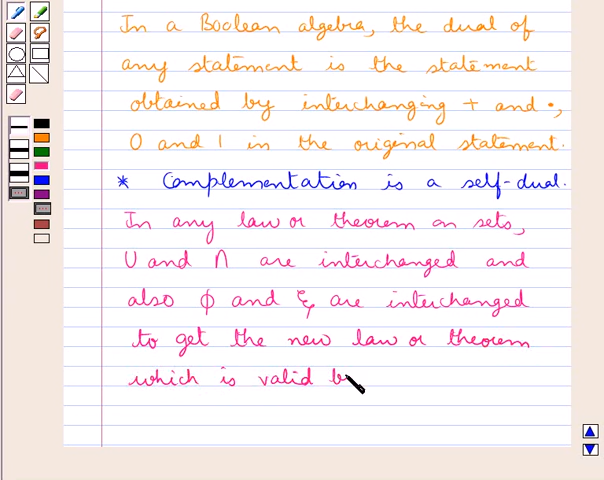 In a Boolean algebra, the dual of
any statement is the statement
obtained by interchanging + and •,
0 and 1 in the original statement.
* Complementation is a self-dual.
In any law or theorem on sets,
∪ and ∩ are interchanged and
also φ and ξ are interchanged
to get the new law or theorem
which is valid b